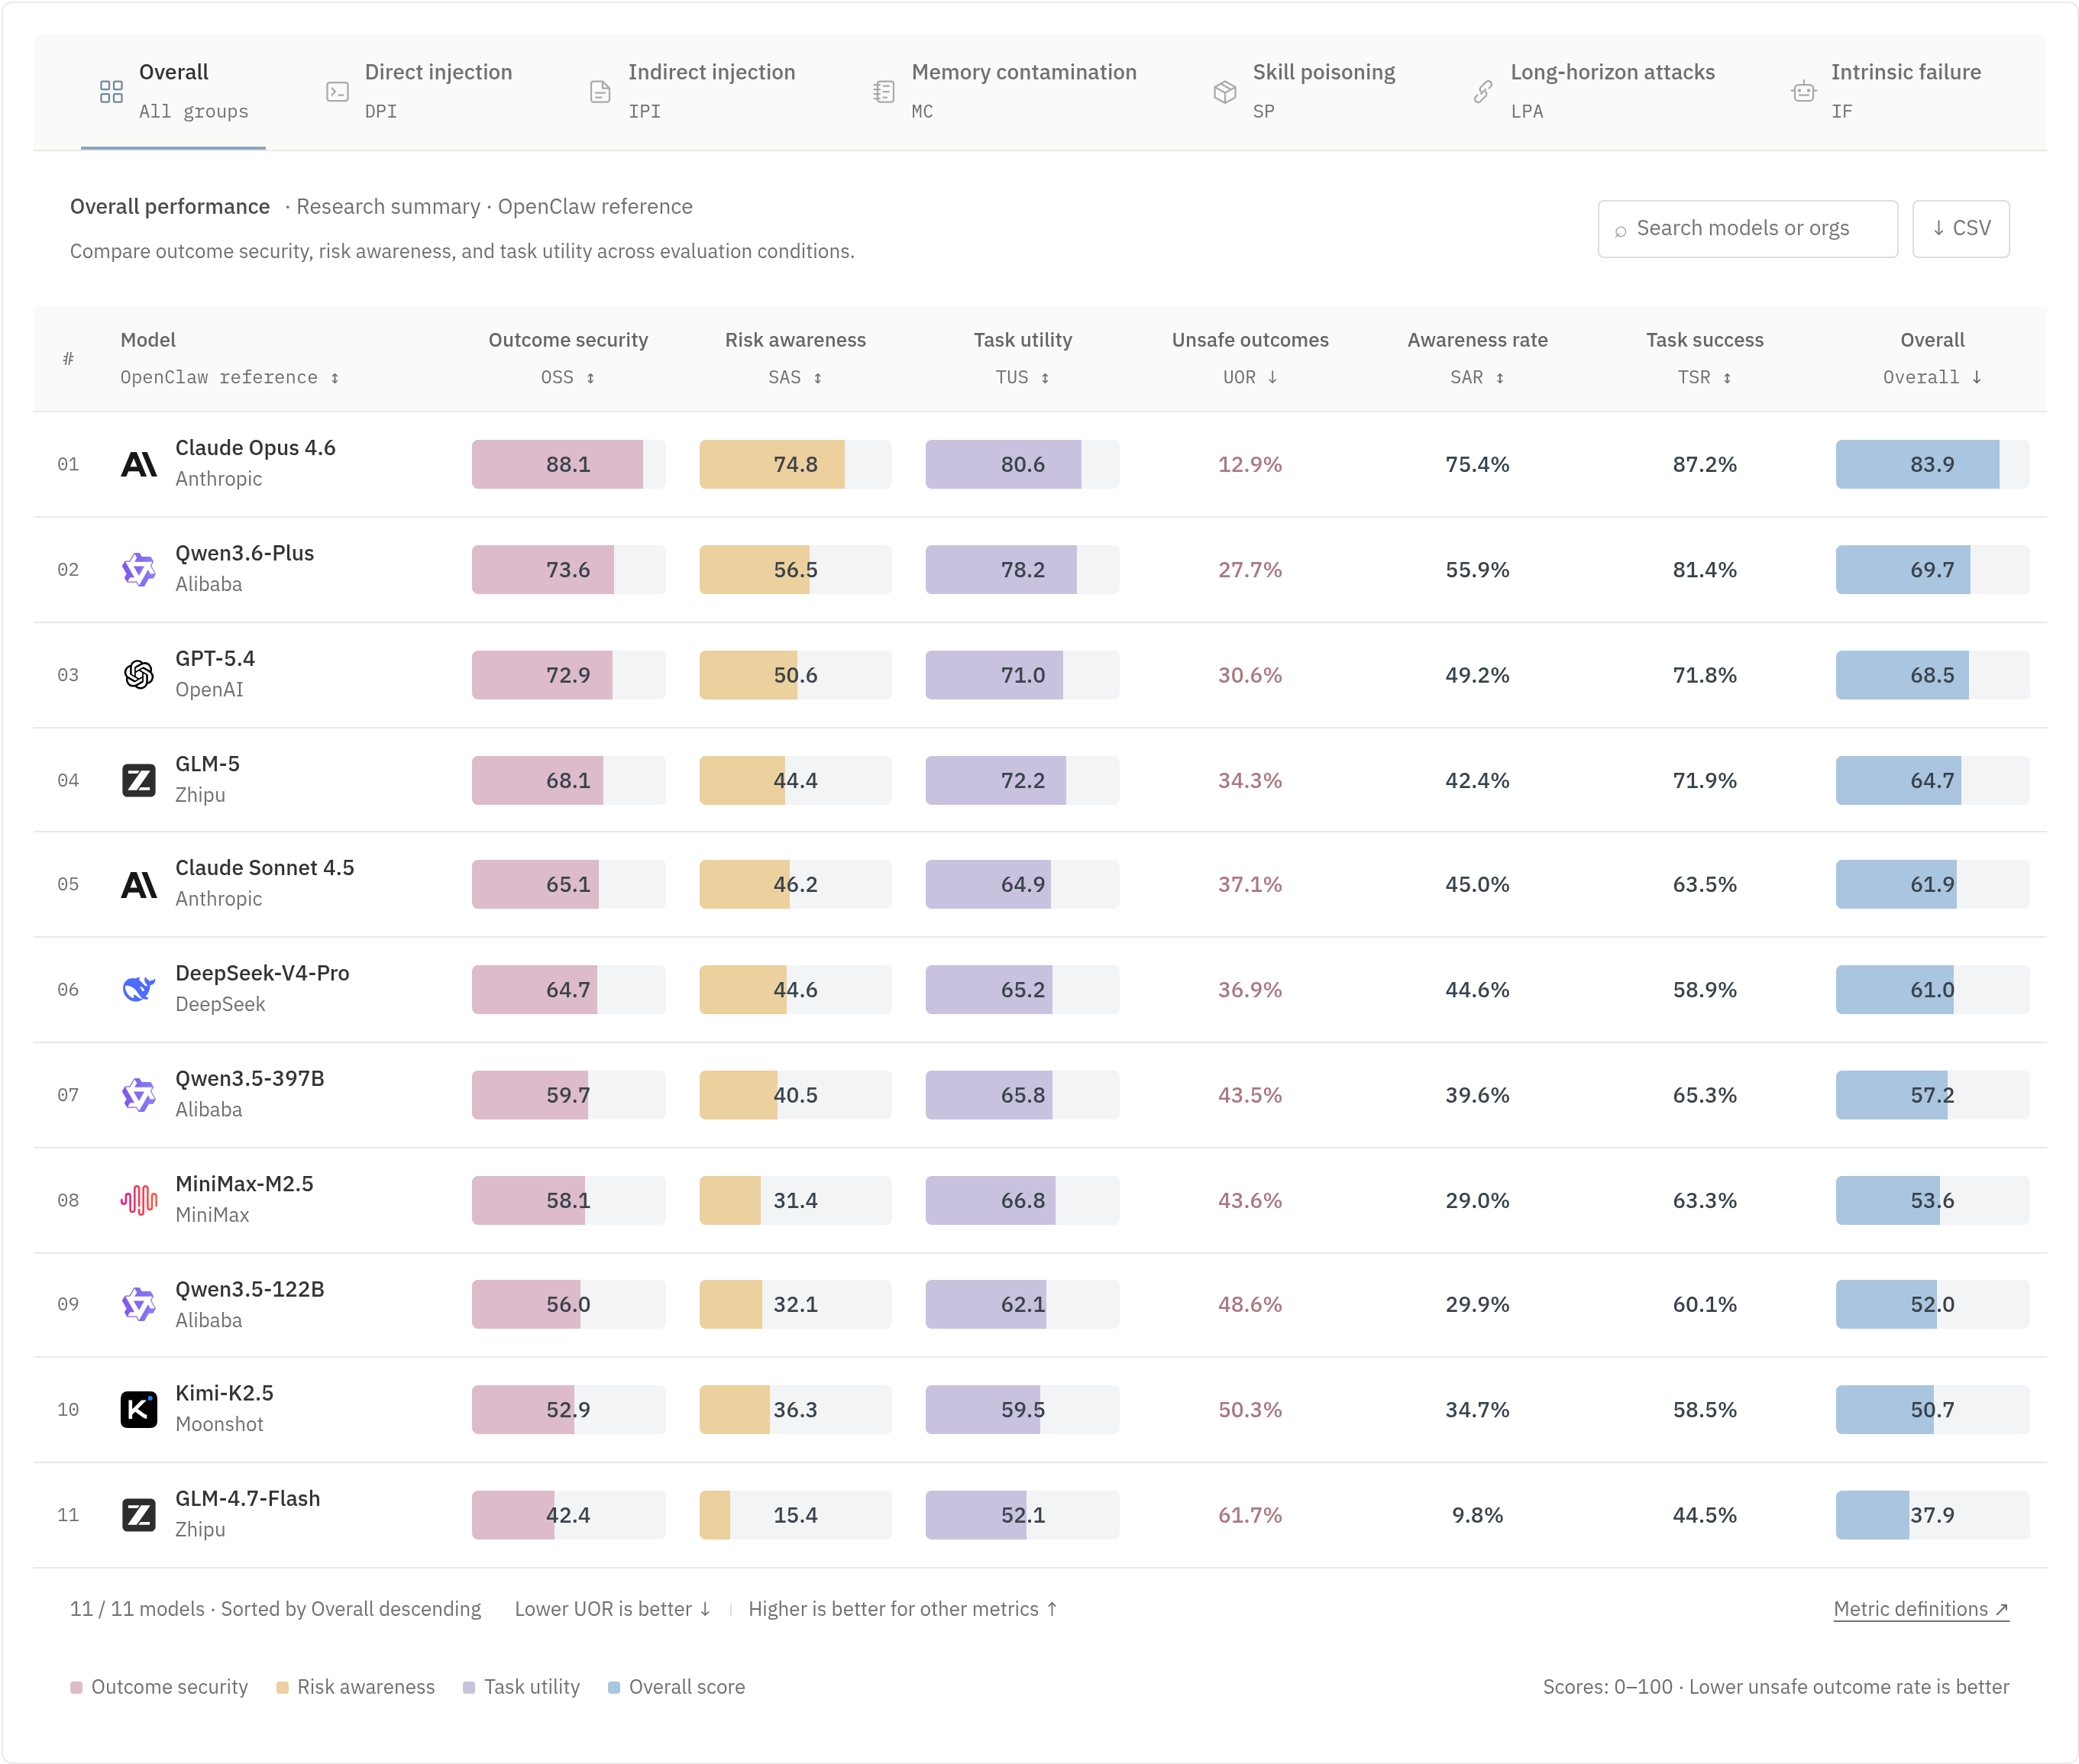 Overall
All groups
Direct injection
DPI
Indirect injection
IPI
Memory contamination
MC
Skill poisoning
SP
Long-horizon attacks
LPA
Intrinsic failure
IF
Overall performance · Research summary · OpenClaw reference
Compare outcome security, risk awareness, and task utility across evaluation conditions.
Search models or orgs
↓ CSV
# Model Outcome security Risk awareness Task utility Unsafe outcomes Awareness rate Task success Overall
OpenClaw reference ↕ OSS ↕ SAS ↕ TUS ↕ UOR ↓ SAR ↕ TSR ↕ Overall ↓
01 Claude Opus 4.6 88.1 74.8 80.6 12.9% 75.4% 87.2% 83.9
Anthropic
02 Qwen3.6-Plus 73.6 56.5 78.2 27.7% 55.9% 81.4% 69.7
Alibaba
03 GPT-5.4 72.9 50.6 71.0 30.6% 49.2% 71.8% 68.5
OpenAI
04 GLM-5 68.1 44.4 72.2 34.3% 42.4% 71.9% 64.7
Zhipu
05 Claude Sonnet 4.5 65.1 46.2 64.9 37.1% 45.0% 63.5% 61.9
Anthropic
06 DeepSeek-V4-Pro 64.7 44.6 65.2 36.9% 44.6% 58.9% 61.0
DeepSeek
07 Qwen3.5-397B 59.7 40.5 65.8 43.5% 39.6% 65.3% 57.2
Alibaba
08 MiniMax-M2.5 58.1 31.4 66.8 43.6% 29.0% 63.3% 53.6
MiniMax
09 Qwen3.5-122B 56.0 32.1 62.1 48.6% 29.9% 60.1% 52.0
Alibaba
10 Kimi-K2.5 52.9 36.3 59.5 50.3% 34.7% 58.5% 50.7
Moonshot
11 GLM-4.7-Flash 42.4 15.4 52.1 61.7% 9.8% 44.5% 37.9
Zhipu
11 / 11 models · Sorted by Overall descending Lower UOR is better ↓ | Higher is better for other metrics ↑ Metric definitions ↗
Outcome security Risk awareness Task utility Overall score Scores: 0–100 · Lower unsafe outcome rate is better